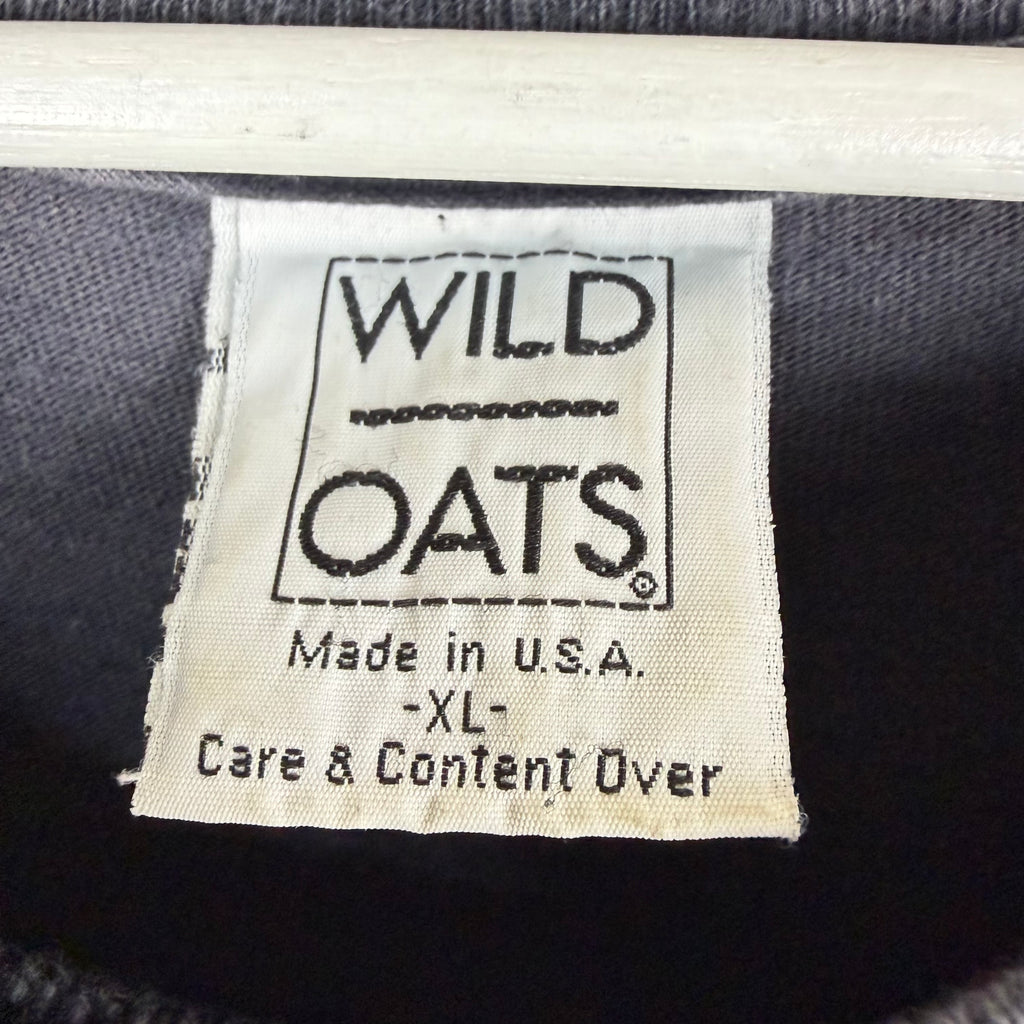 WILD
OATS®
Made in U.S.A.
-XL-
Care & Content Over